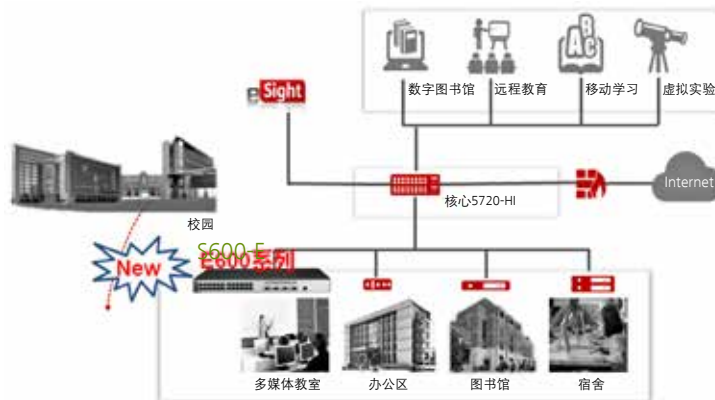 数字图书馆
远程教育
移动学习
虚拟实验
eSight
核心5720-HI
Internet
校园
New
S600-E
E600系列
多媒体教室
办公区
图书馆
宿舍